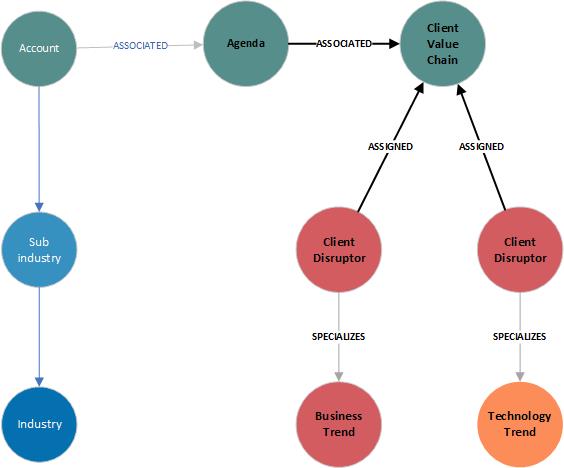 Account
ASSOCIATED
Agenda
ASSOCIATED
Client
Value
Chain
ASSIGNED
ASSIGNED
Sub
industry
Client
Disruptor
Client
Disruptor
SPECIALIZES
SPECIALIZES
Industry
Business
Trend
Technology
Trend